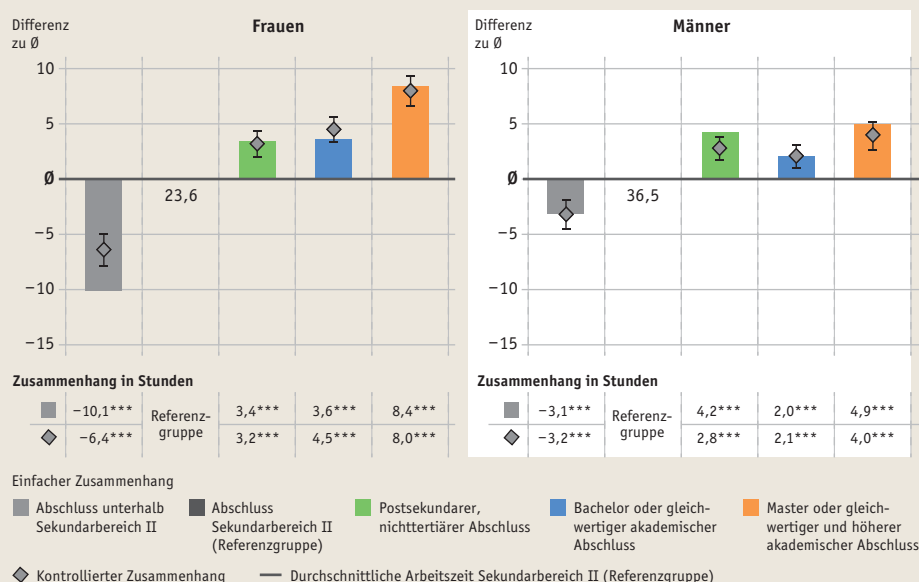 Differenz
zu Ø
Frauen
10
5
Ø
−5
−10
−15
23,6
Zusammenhang in Stunden
−10,1*** Referenz-
gruppe 3,4*** 3,6*** 8,4***
−6,4*** 3,2*** 4,5*** 8,0***
Differenz
zu Ø
Männer
10
5
Ø
−5
−10
−15
36,5
Zusammenhang in Stunden
−3,1*** Referenz-
gruppe 4,2*** 2,0*** 4,9***
−3,2*** 2,8*** 2,1*** 4,0***
Einfacher Zusammenhang
Abschluss unterhalb
Sekundarbereich II
Abschluss
Sekundarbereich II
(Referenzgruppe)
Postsekundarer,
nichttertiärer Abschluss
Bachelor oder gleich-
wertiger akademischer
Abschluss
Master oder gleich-
wertiger und höherer
akademischer Abschluss
Kontrollierter Zusammenhang
Durchschnittliche Arbeitszeit Sekundarbereich II (Referenzgruppe)